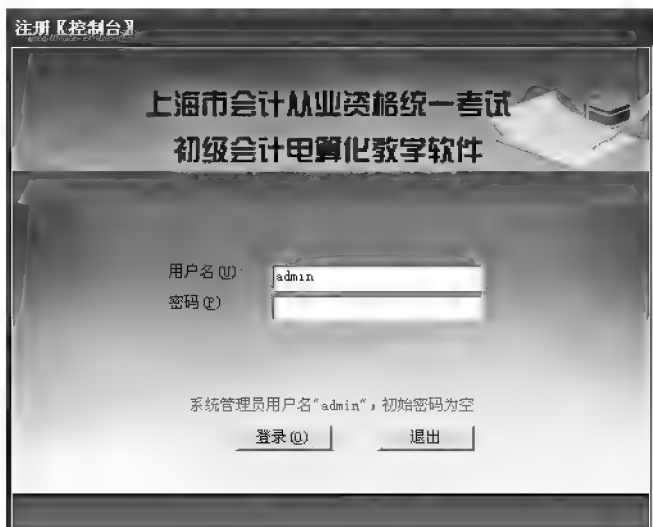 注册【控制台】
上海市会计从业资格统一考试
初级会计电算化教学软件
用户名(U)
admin
密码(P)
系统管理员用户名"admin",初始密码为空
登录(O) 退出